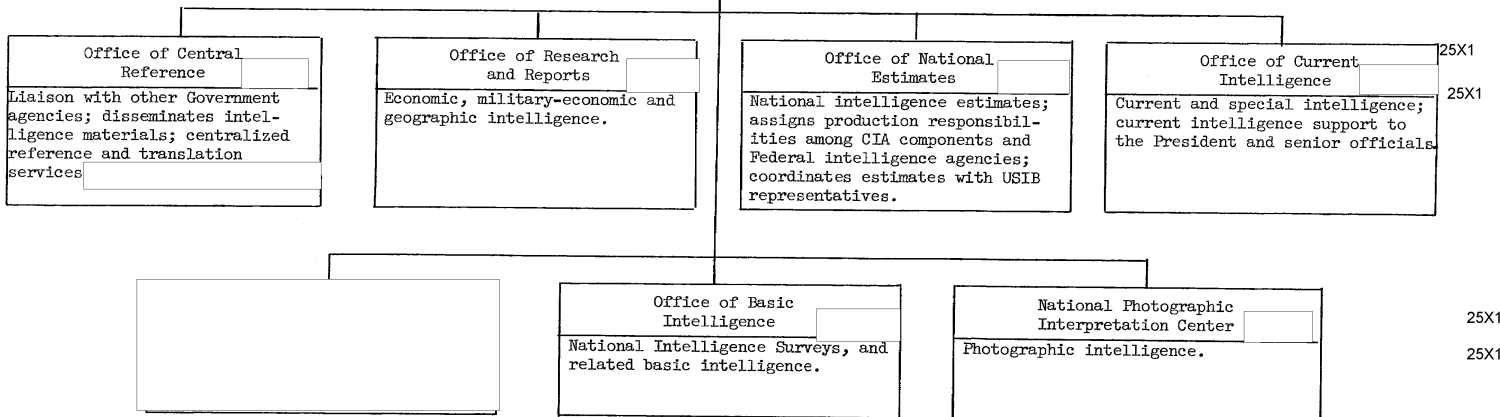 Office of Central
Reference
Liaison with other Government
agencies; disseminates intel-
ligence materials; centralized
reference and translation
services
Office of Research
and Reports
Economic, military-economic and
geographic intelligence.
Office of National
Estimates
National intelligence estimates;
assigns production responsibil-
ities among CIA components and
Federal intelligence agencies;
coordinates estimates with USIB
representatives.
Office of Current
Intelligence
Current and special intelligence;
current intelligence support to
the President and senior officials.
25X1
25X1
Office of Basic
Intelligence
National Intelligence Surveys, and
related basic intelligence.
National Photographic
Interpretation Center
Photographic intelligence.
25X1
25X1